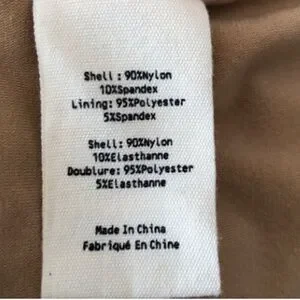 Shell : 90%Nylon
10%Spandex
Lining: 95%Polyester
5%Spandex
Shell: 90%Nylon
10%Elasthanne
Doublure: 95%Polyester
5%Elasthanne
Made In China
Fabriqué En Chine